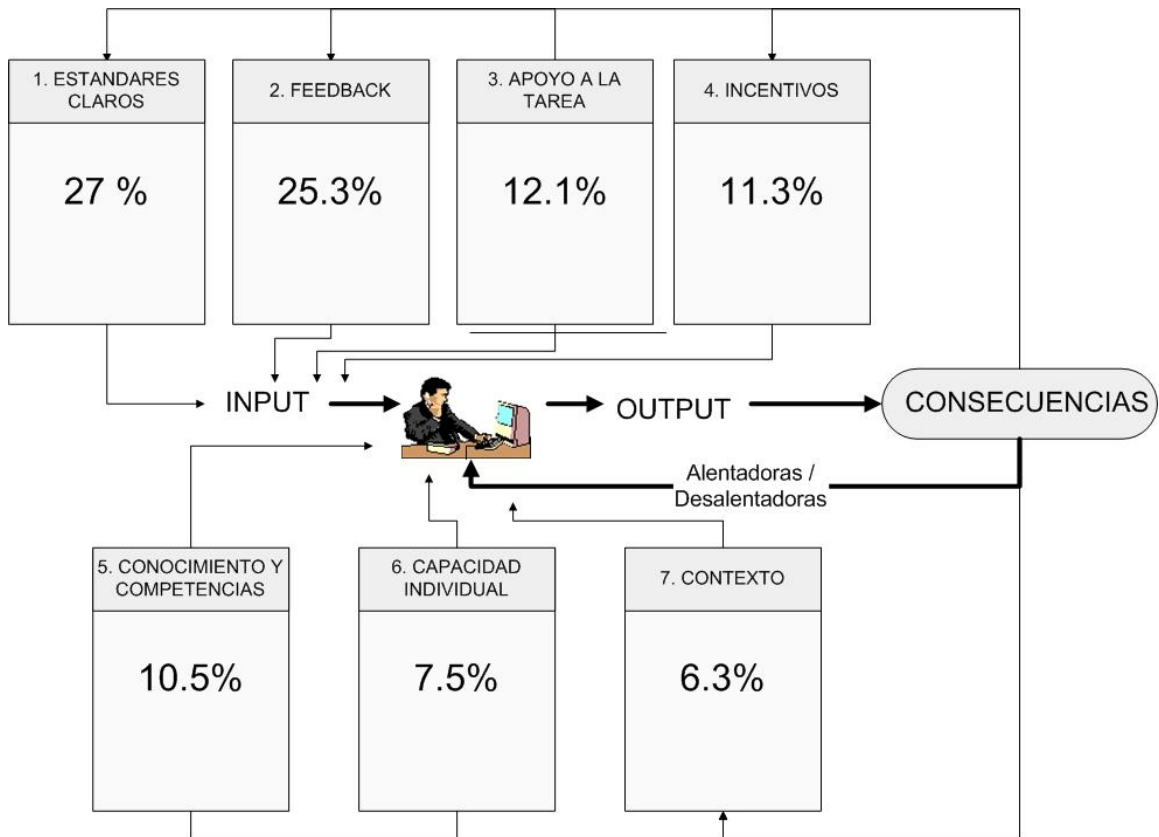 1. ESTANDARES
CLAROS
27 %
2. FEEDBACK
25.3%
3. APOYO A LA
TAREA
12.1%
4. INCENTIVOS
11.3%
INPUT
OUTPUT
CONSECUENCIAS
Alentadoras /
Desalentadoras
5. CONOCIMIENTO Y
COMPETENCIAS
10.5%
6. CAPACIDAD
INDIVIDUAL
7.5%
7. CONTEXTO
6.3%